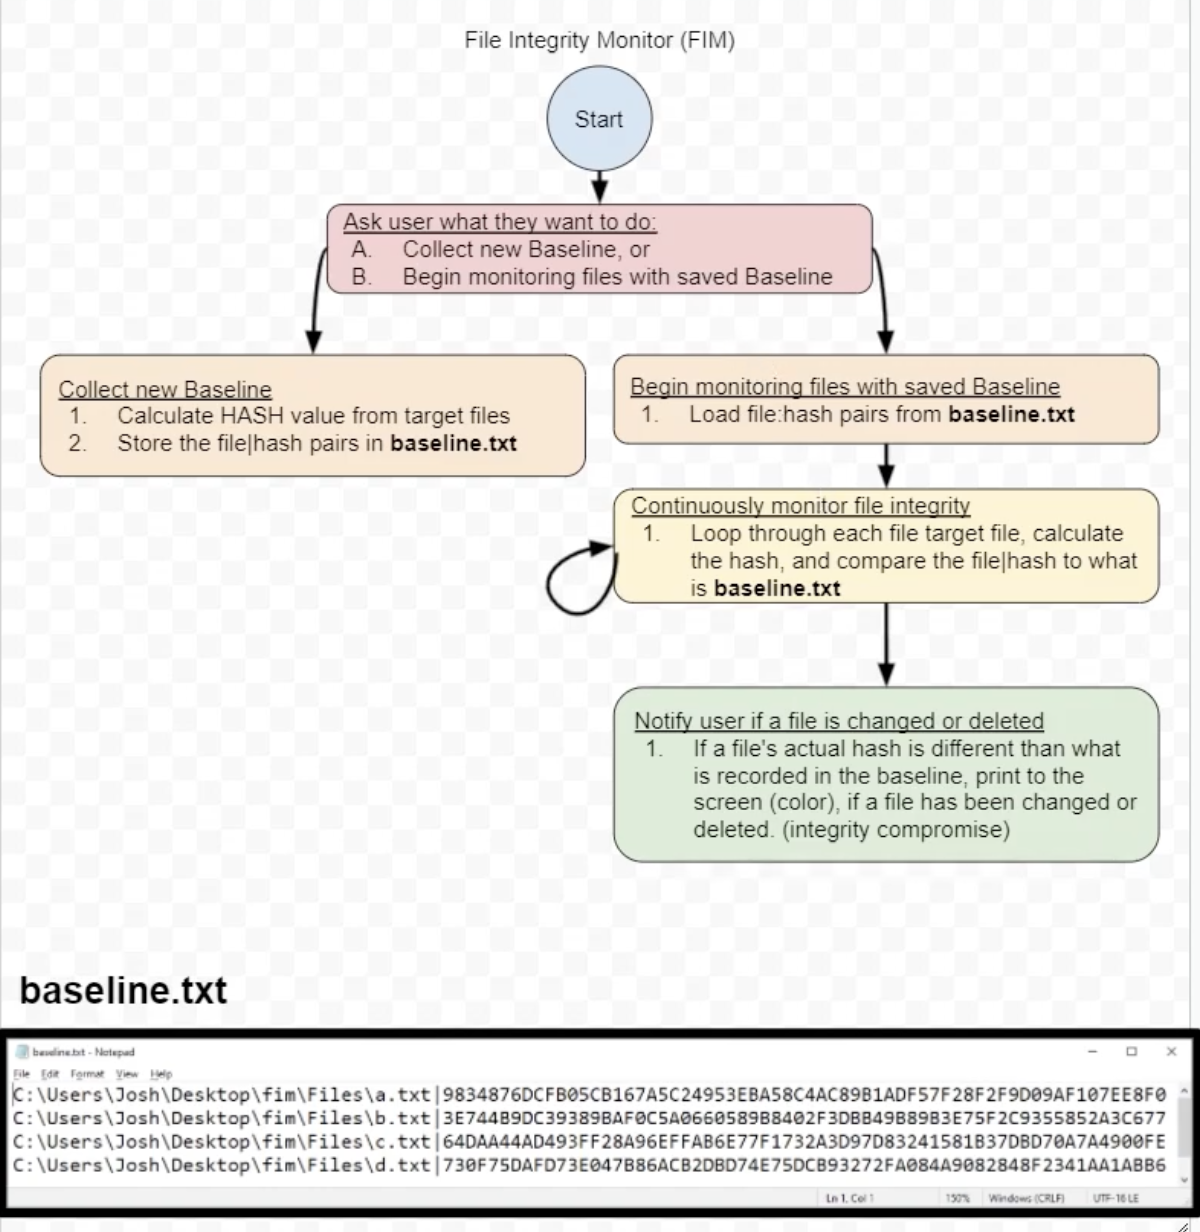 File Integrity Monitor (FIM)
Start
Ask user what they want to do:
A. Collect new Baseline, or
B. Begin monitoring files with saved Baseline
Collect new Baseline
1. Calculate HASH value from target files
2. Store the file|hash pairs in baseline.txt
Begin monitoring files with saved Baseline
1. Load file:hash pairs from baseline.txt
Continuously monitor file integrity
1. Loop through each file target file, calculate
the hash, and compare the file|hash to what
is baseline.txt
Notify user if a file is changed or deleted
1. If a file's actual hash is different than what
is recorded in the baseline, print to the
screen (color), if a file has been changed or
deleted. (integrity compromise)
baseline.txt
baseline.txt - Notepad
File Edit Format View Help
C:\Users\Josh\Desktop\fim\Files\a.txt|9834876DCFB05CB167A5C24953EBA58C4AC89B1ADF57F28F2F9D09AF107EE8F0
C:\Users\Josh\Desktop\fim\Files\b.txt|3E744B9DC39389BAF0C5A0660589B8402F3DBB49B89B3E75F2C9355852A3C677
C:\Users\Josh\Desktop\fim\Files\c.txt|64DAA44AD493FF28A96EFFAB6E77F1732A3D97D83241581B37DBD70A7A4900FE
C:\Users\Josh\Desktop\fim\Files\d.txt|730F75DAFD73E047B86ACB2DBD74E75DCB93272FA084A9082848F2341AA1ABB6
Ln 1, Col 1 150% Windows (CRLF) UTF-16 LE